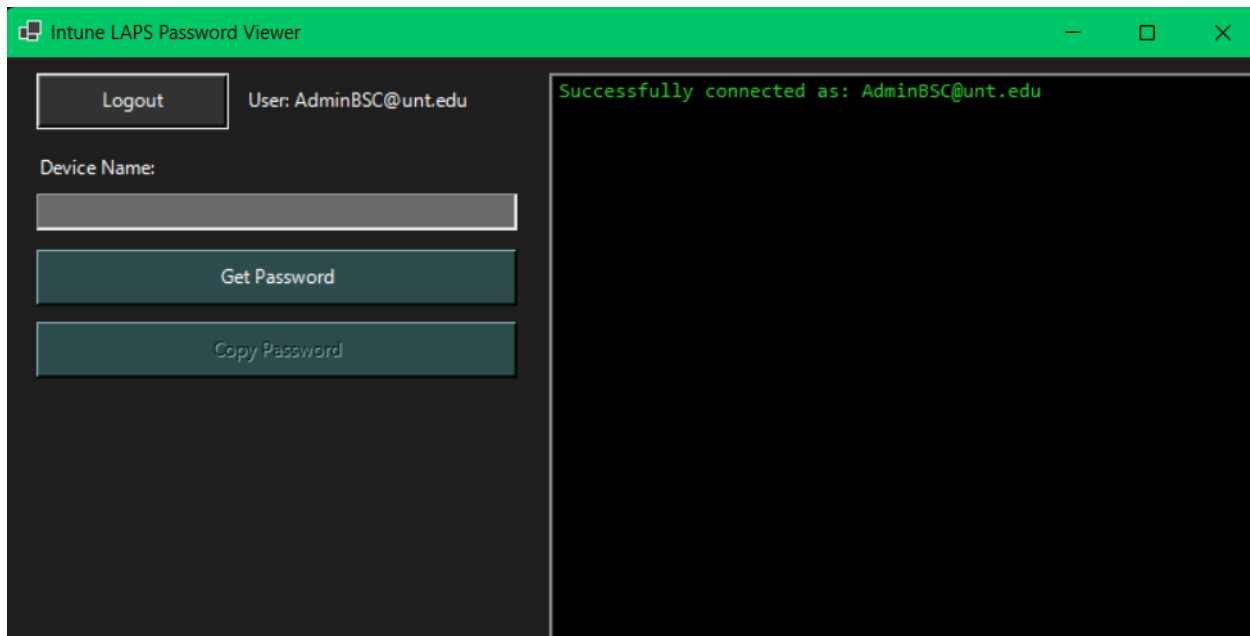 Intune LAPS Password Viewer
Logout
User: AdminBSC@unt.edu
Device Name:
Get Password
Copy Password
Successfully connected as: AdminBSC@unt.edu